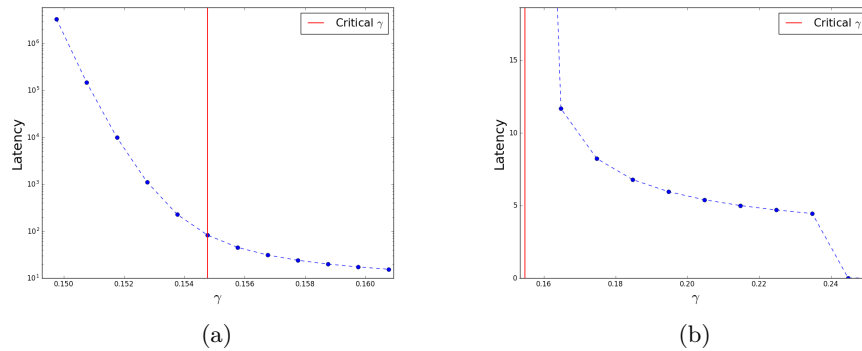 Critical γ
Latency
10^6
10^5
10^4
10^3
10^2
10^1
0.150
0.152
0.154
0.156
0.158
0.160
γ
(a)
Critical γ
Latency
15
10
5
0
0.16
0.18
0.20
0.22
0.24
γ
(b)